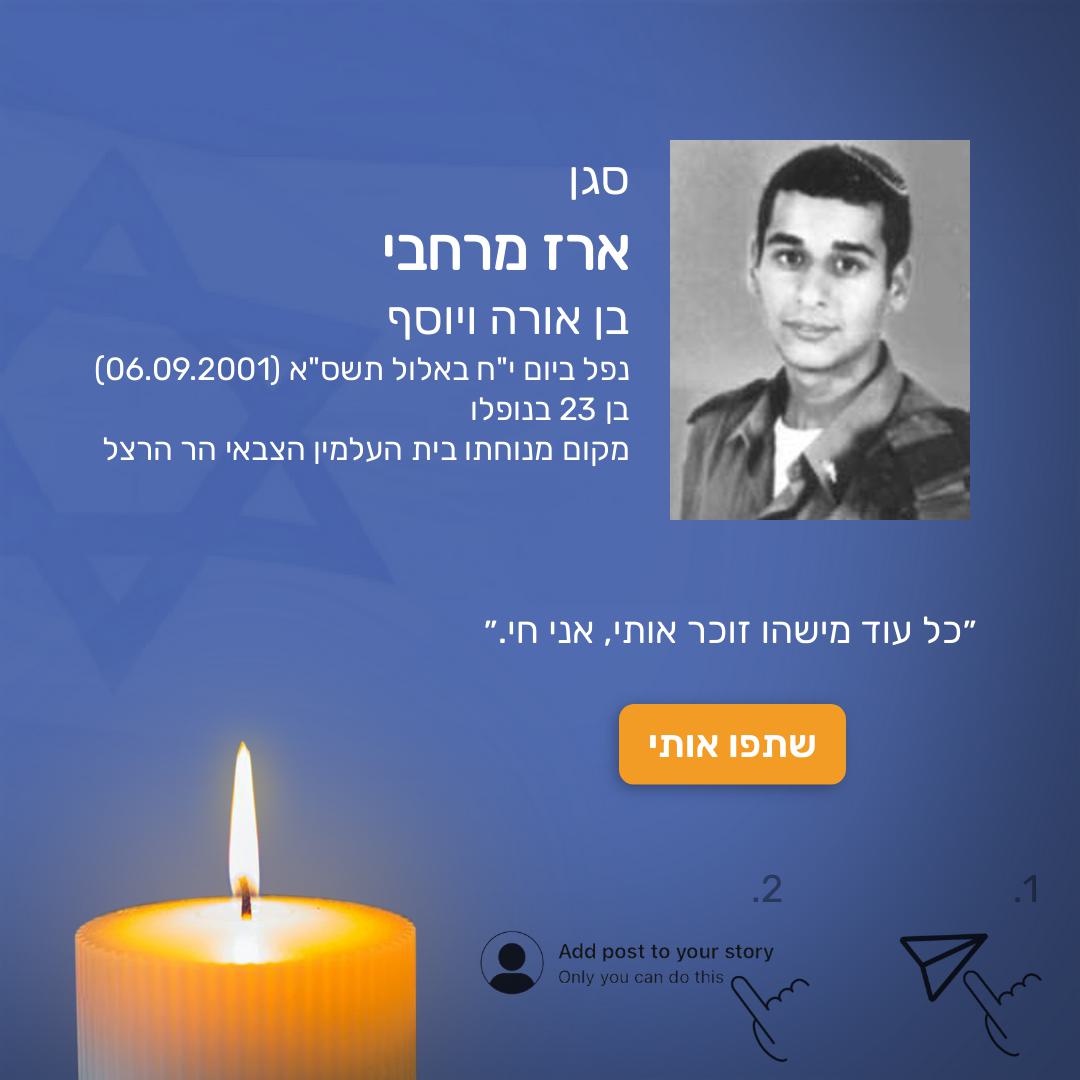 סגן
ארז מרחבי
בן אורה ויוסף
נפל ביום י"ח באלול תשס"א (06.09.2001)
בן 23 בנופלו
מקום מנוחתו בית העלמין הצבאי הר הרצל
״כל עוד מישהו זוכר אותי, אני חי.״
שתפו אותי
1.
2.
Add post to your story
Only you can do this